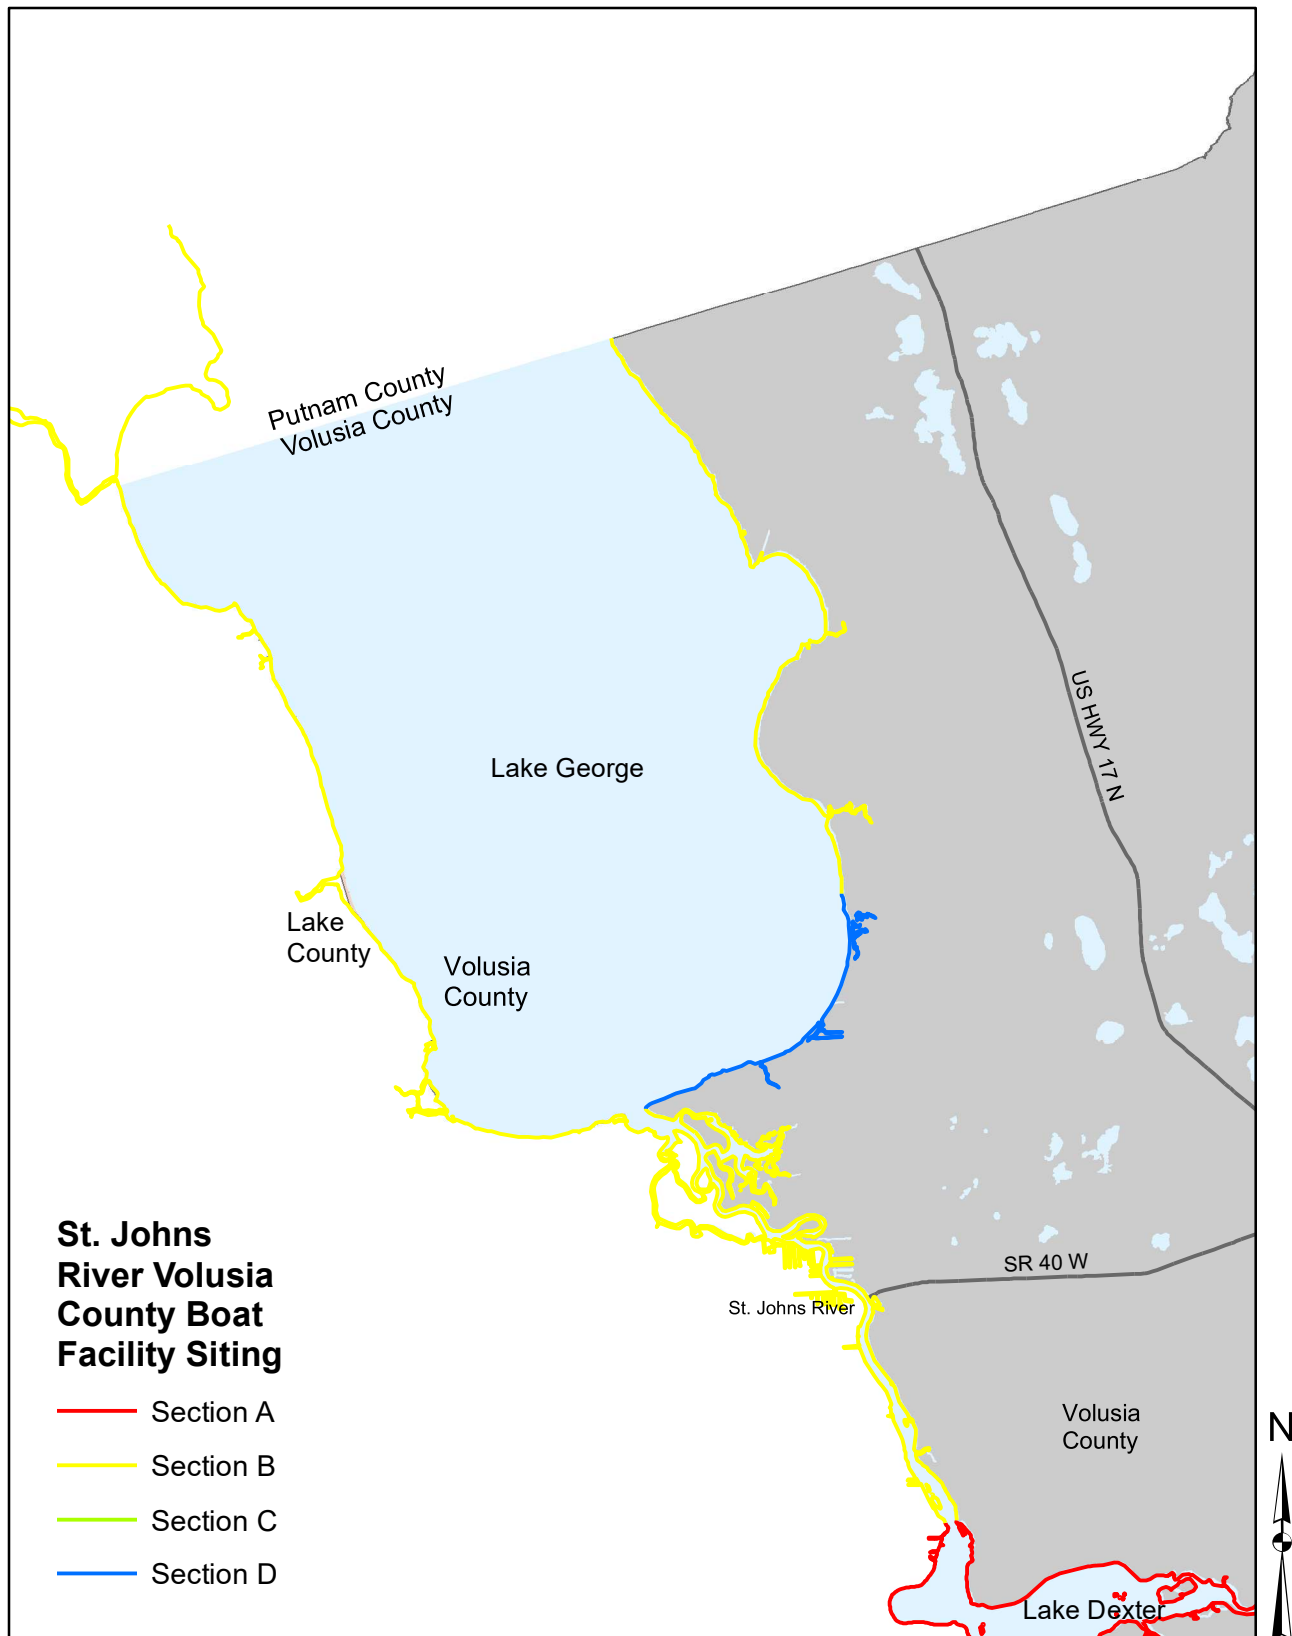 Putnam County
Volusia County
US HWY 17 N
Lake George
Lake
County
Volusia
County
St. Johns
River Volusia
County Boat
Facility Siting
SR 40 W
St. Johns River
Section A
Section B
Section C
Section D
Volusia
County
N
Lake Dexter